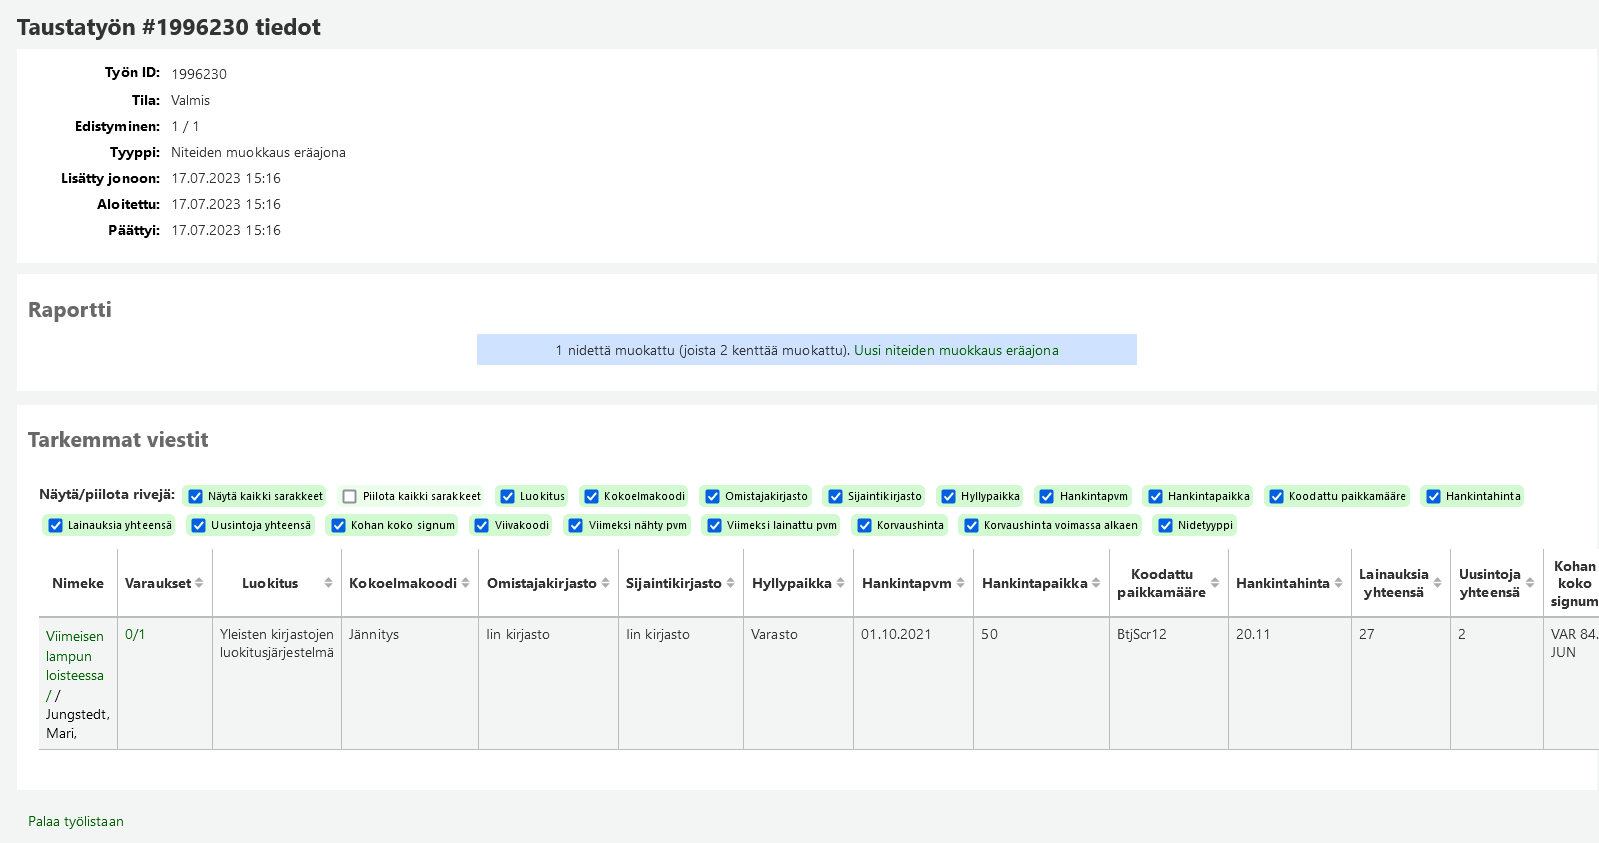 Taustatyön #1996230 tiedot
Työn ID: 1996230
Tila: Valmis
Edistyminen: 1 / 1
Tyyppi: Niteiden muokkaus eräajona
Lisätty jonoon: 17.07.2023 15:16
Aloitettu: 17.07.2023 15:16
Päättyi: 17.07.2023 15:16
Raportti
1 nidettä muokattu (joista 2 kenttää muokattu). Uusi niteiden muokkaus eräajona
Tarkemmat viestit
Näytä/piilota rivejä: Näytä kaikki sarakkeet Piilota kaikki sarakkeet Luokitus Kokoelmakoodi Omistajakirjasto Sijaintikirjasto Hyllypaikka Hankintapvm Hankintapaikka Koodattu paikkamääre Hankintahinta
Lainauksia yhteensä Uusintoja yhteensä Kohan koko signum Viivakoodi Viimeksi nähty pvm Viimeksi lainattu pvm Korvaushinta Korvaushinta voimassa alkaen Nidetyyppi
Nimeke Varaukset Luokitus Kokoelmakoodi Omistajakirjasto Sijaintikirjasto Hyllypaikka Hankintapvm Hankintapaikka Koodattu paikkamääre Hankintahinta Lainauksia yhteensä Uusintoja yhteensä Kohan koko signum
Viimeisen lampun loisteessa / / Jungstedt, Mari, 0/1 Yleisten kirjastojen luokitusjärjestelmä Jännitys Iin kirjasto Iin kirjasto Varasto 01.10.2021 50 BtjScr12 20.11 27 2 VAR 84. JUN
Palaa työlistaan